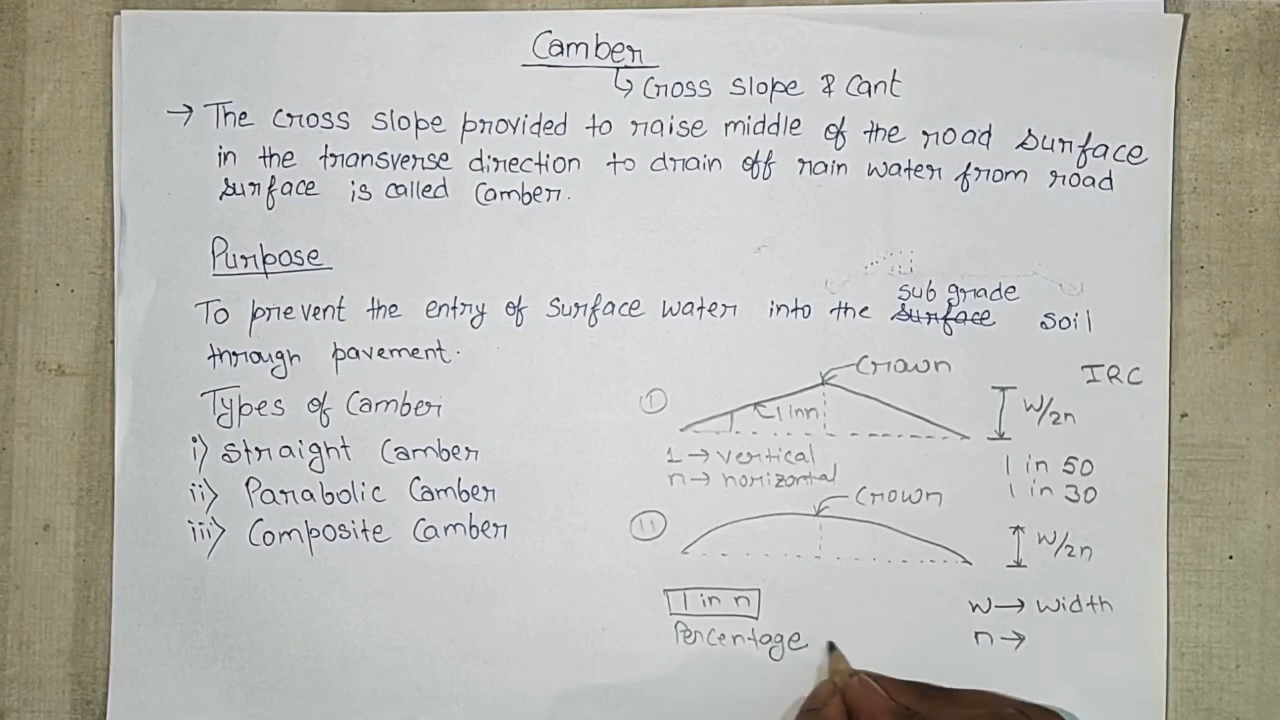 Camber
↳ Cross slope & Cant
→ The cross slope provided to raise middle of the road surface
in the transverse direction to drain off rain water from road
surface is called Camber.
Purpose
To prevent the entry of surface water into the sub grade surface soil
through pavement.
Types of Camber
i) Straight Camber
ii) Parabolic Camber
iii) Composite Camber
Crown
IRC
I
1 in n
W/2n
1 → vertical
n → horizontal
1 in 50
1 in 30
Crown
II
W/2n
1 in n
Percentage
W → width
n →